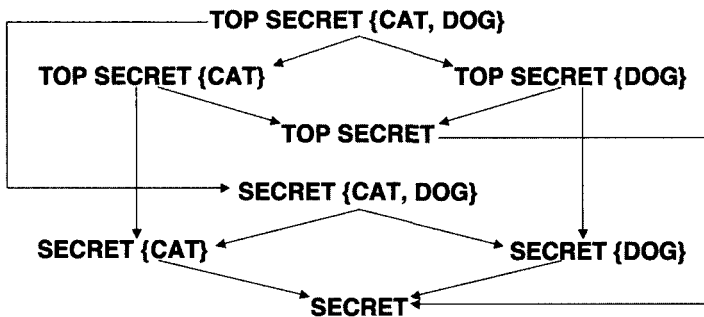 TOP SECRET {CAT, DOG}
TOP SECRET {CAT}
TOP SECRET {DOG}
TOP SECRET
SECRET {CAT, DOG}
SECRET {CAT}
SECRET {DOG}
SECRET